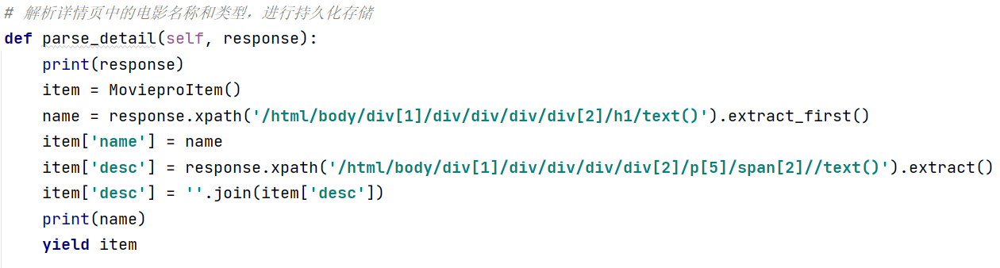 # 解析详情页中的电影名称和类型，进行持久化存储
def parse_detail(self, response):
    print(response)
    item = MovieproItem()
    name = response.xpath('/html/body/div[1]/div/div/div/div[2]/h1/text()').extract_first()
    item['name'] = name
    item['desc'] = response.xpath('/html/body/div[1]/div/div/div/div[2]/p[5]/span[2]//text()').extract()
    item['desc'] = ''.join(item['desc'])
    print(name)
    yield item